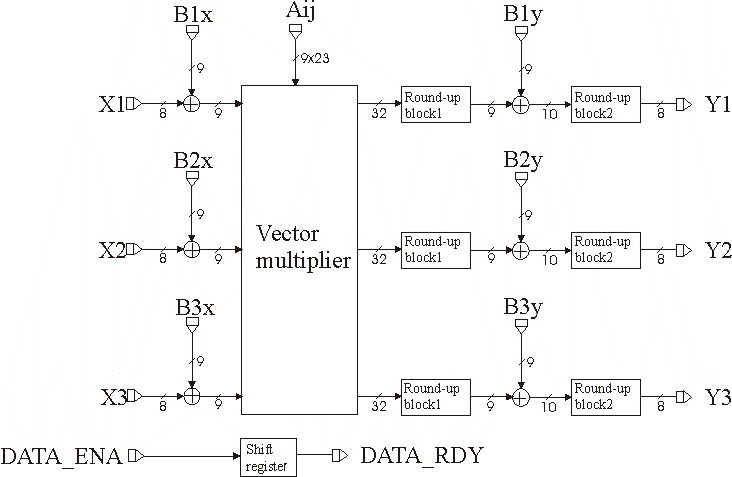 B1x Aij B1y
9 9x23 9
X1 8 9 32 Round-up block1 9 10 Round-up block2 8 Y1
B2x B2y
9 9
X2 8 9 Vector multiplier 32 Round-up block1 9 10 Round-up block2 8 Y2
B3x B3y
9 9
X3 8 9 32 Round-up block1 9 10 Round-up block2 8 Y3
DATA_ENA Shift register DATA_RDY